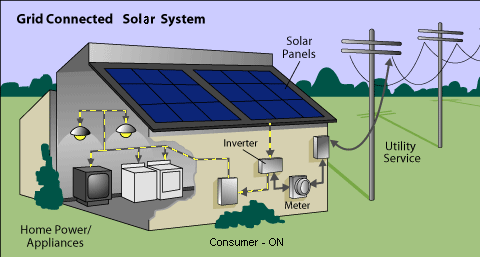 Grid Connected Solar System
Solar
Panels
Inverter
Utility
Service
Meter
Home Power/
Appliances
Consumer - ON